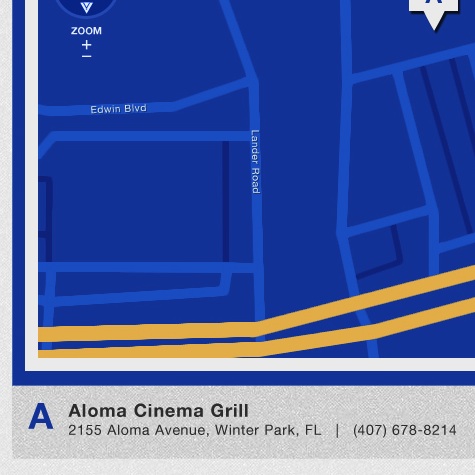 A
ZOOM
+
−
Edwin Blvd
Lander Road
A
Aloma Cinema Grill
2155 Aloma Avenue, Winter Park, FL | (407) 678-8214